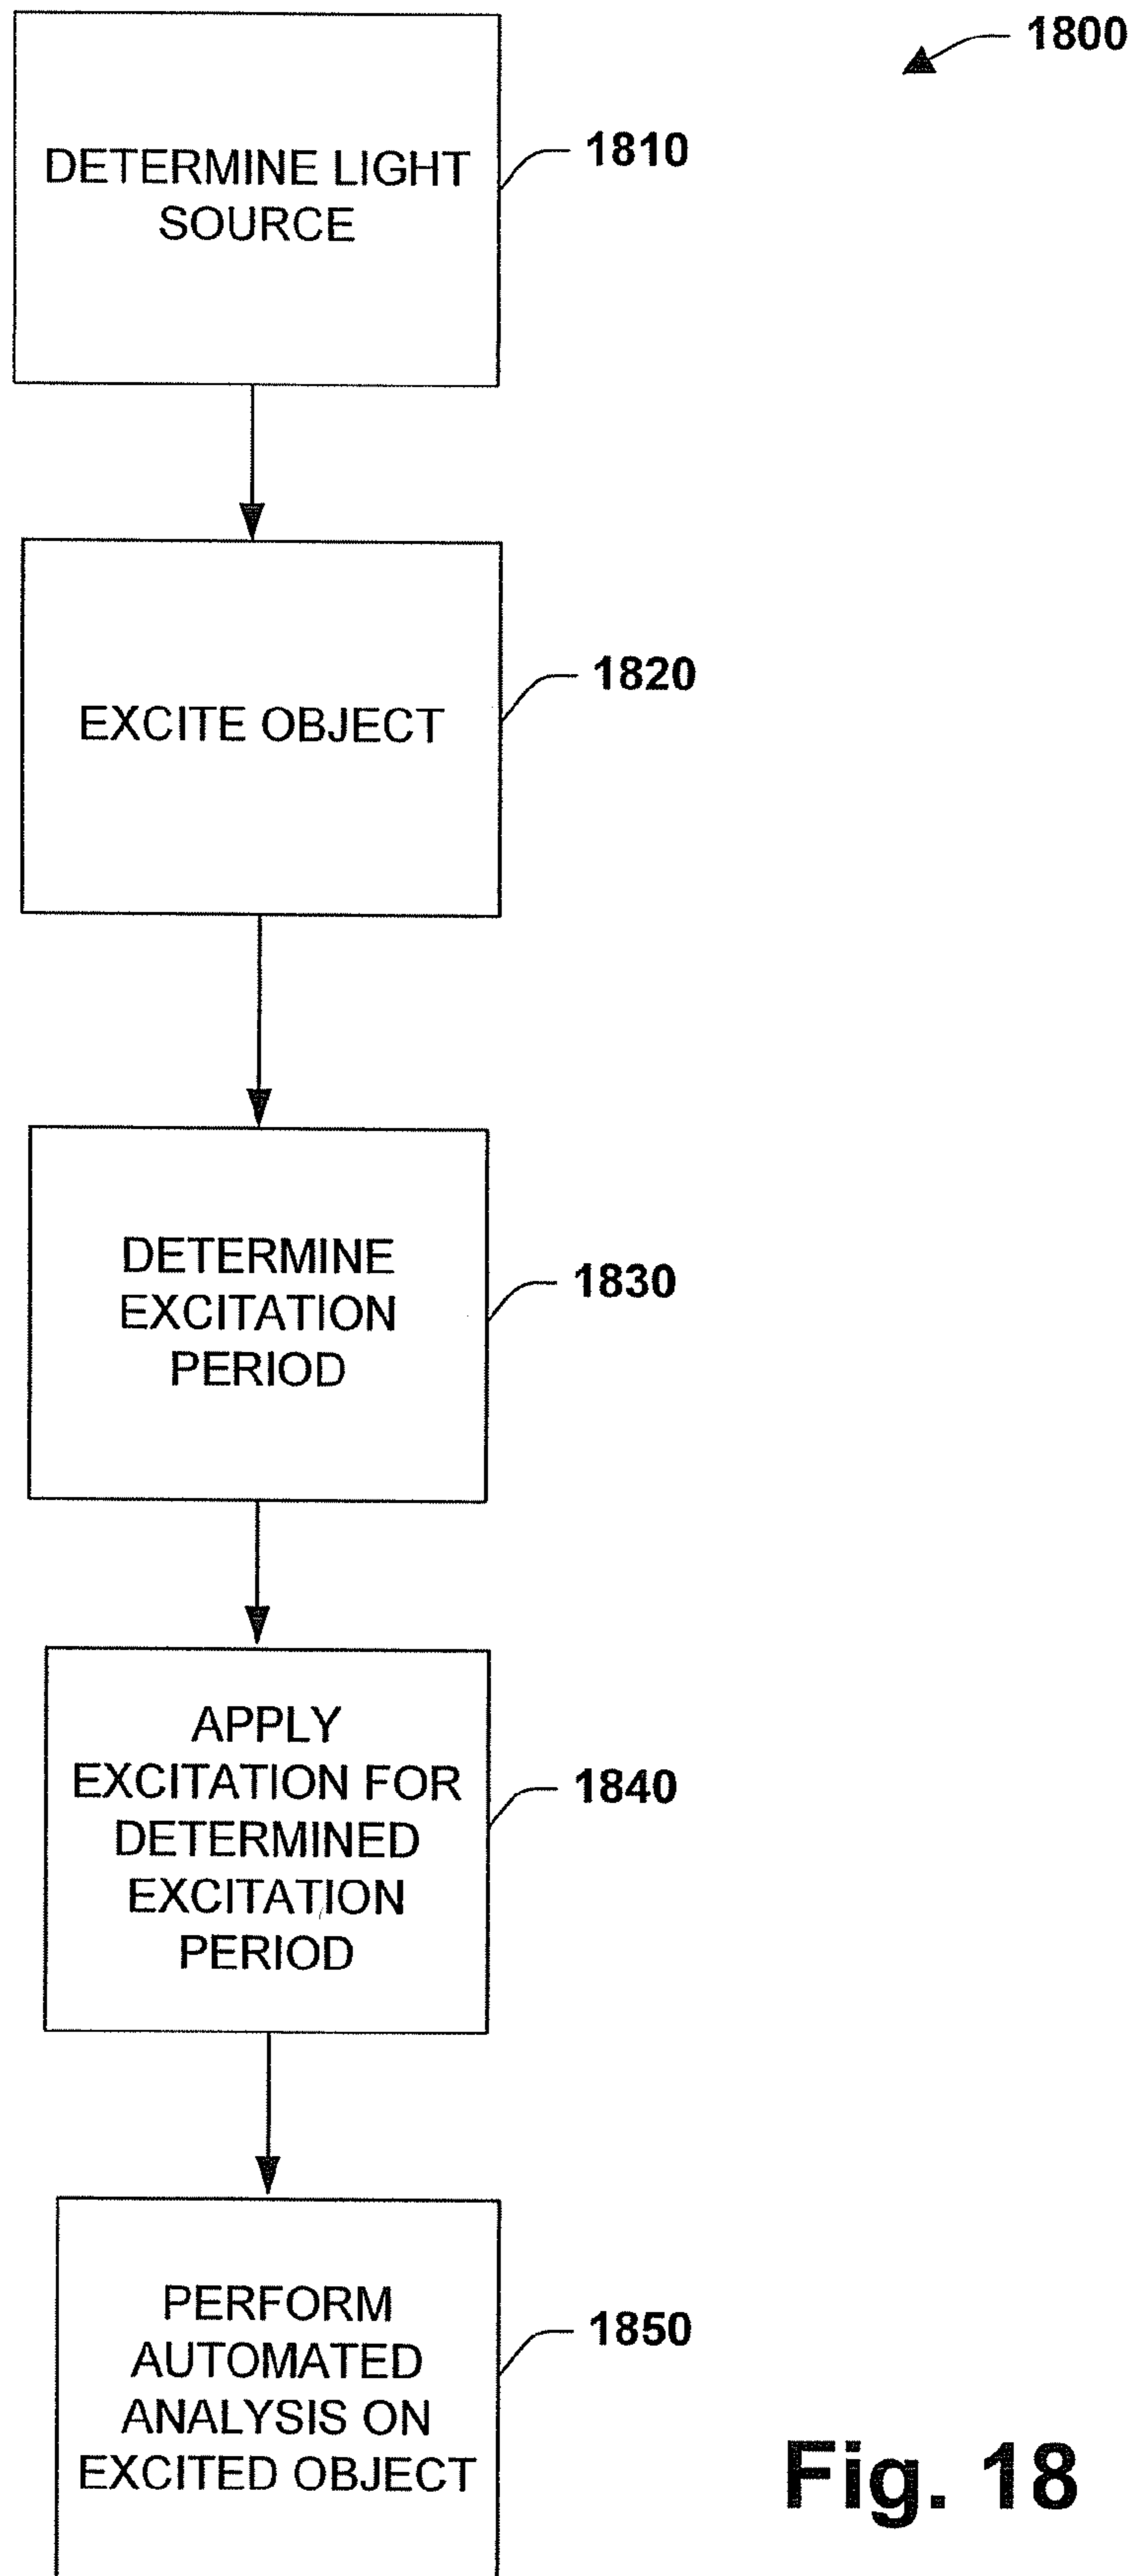 1800
DETERMINE LIGHT
SOURCE
1810
EXCITE OBJECT
1820
DETERMINE
EXCITATION
PERIOD
1830
APPLY
EXCITATION FOR
DETERMINED
EXCITATION
PERIOD
1840
PERFORM
AUTOMATED
ANALYSIS ON
EXCITED OBJECT
1850
Fig. 18